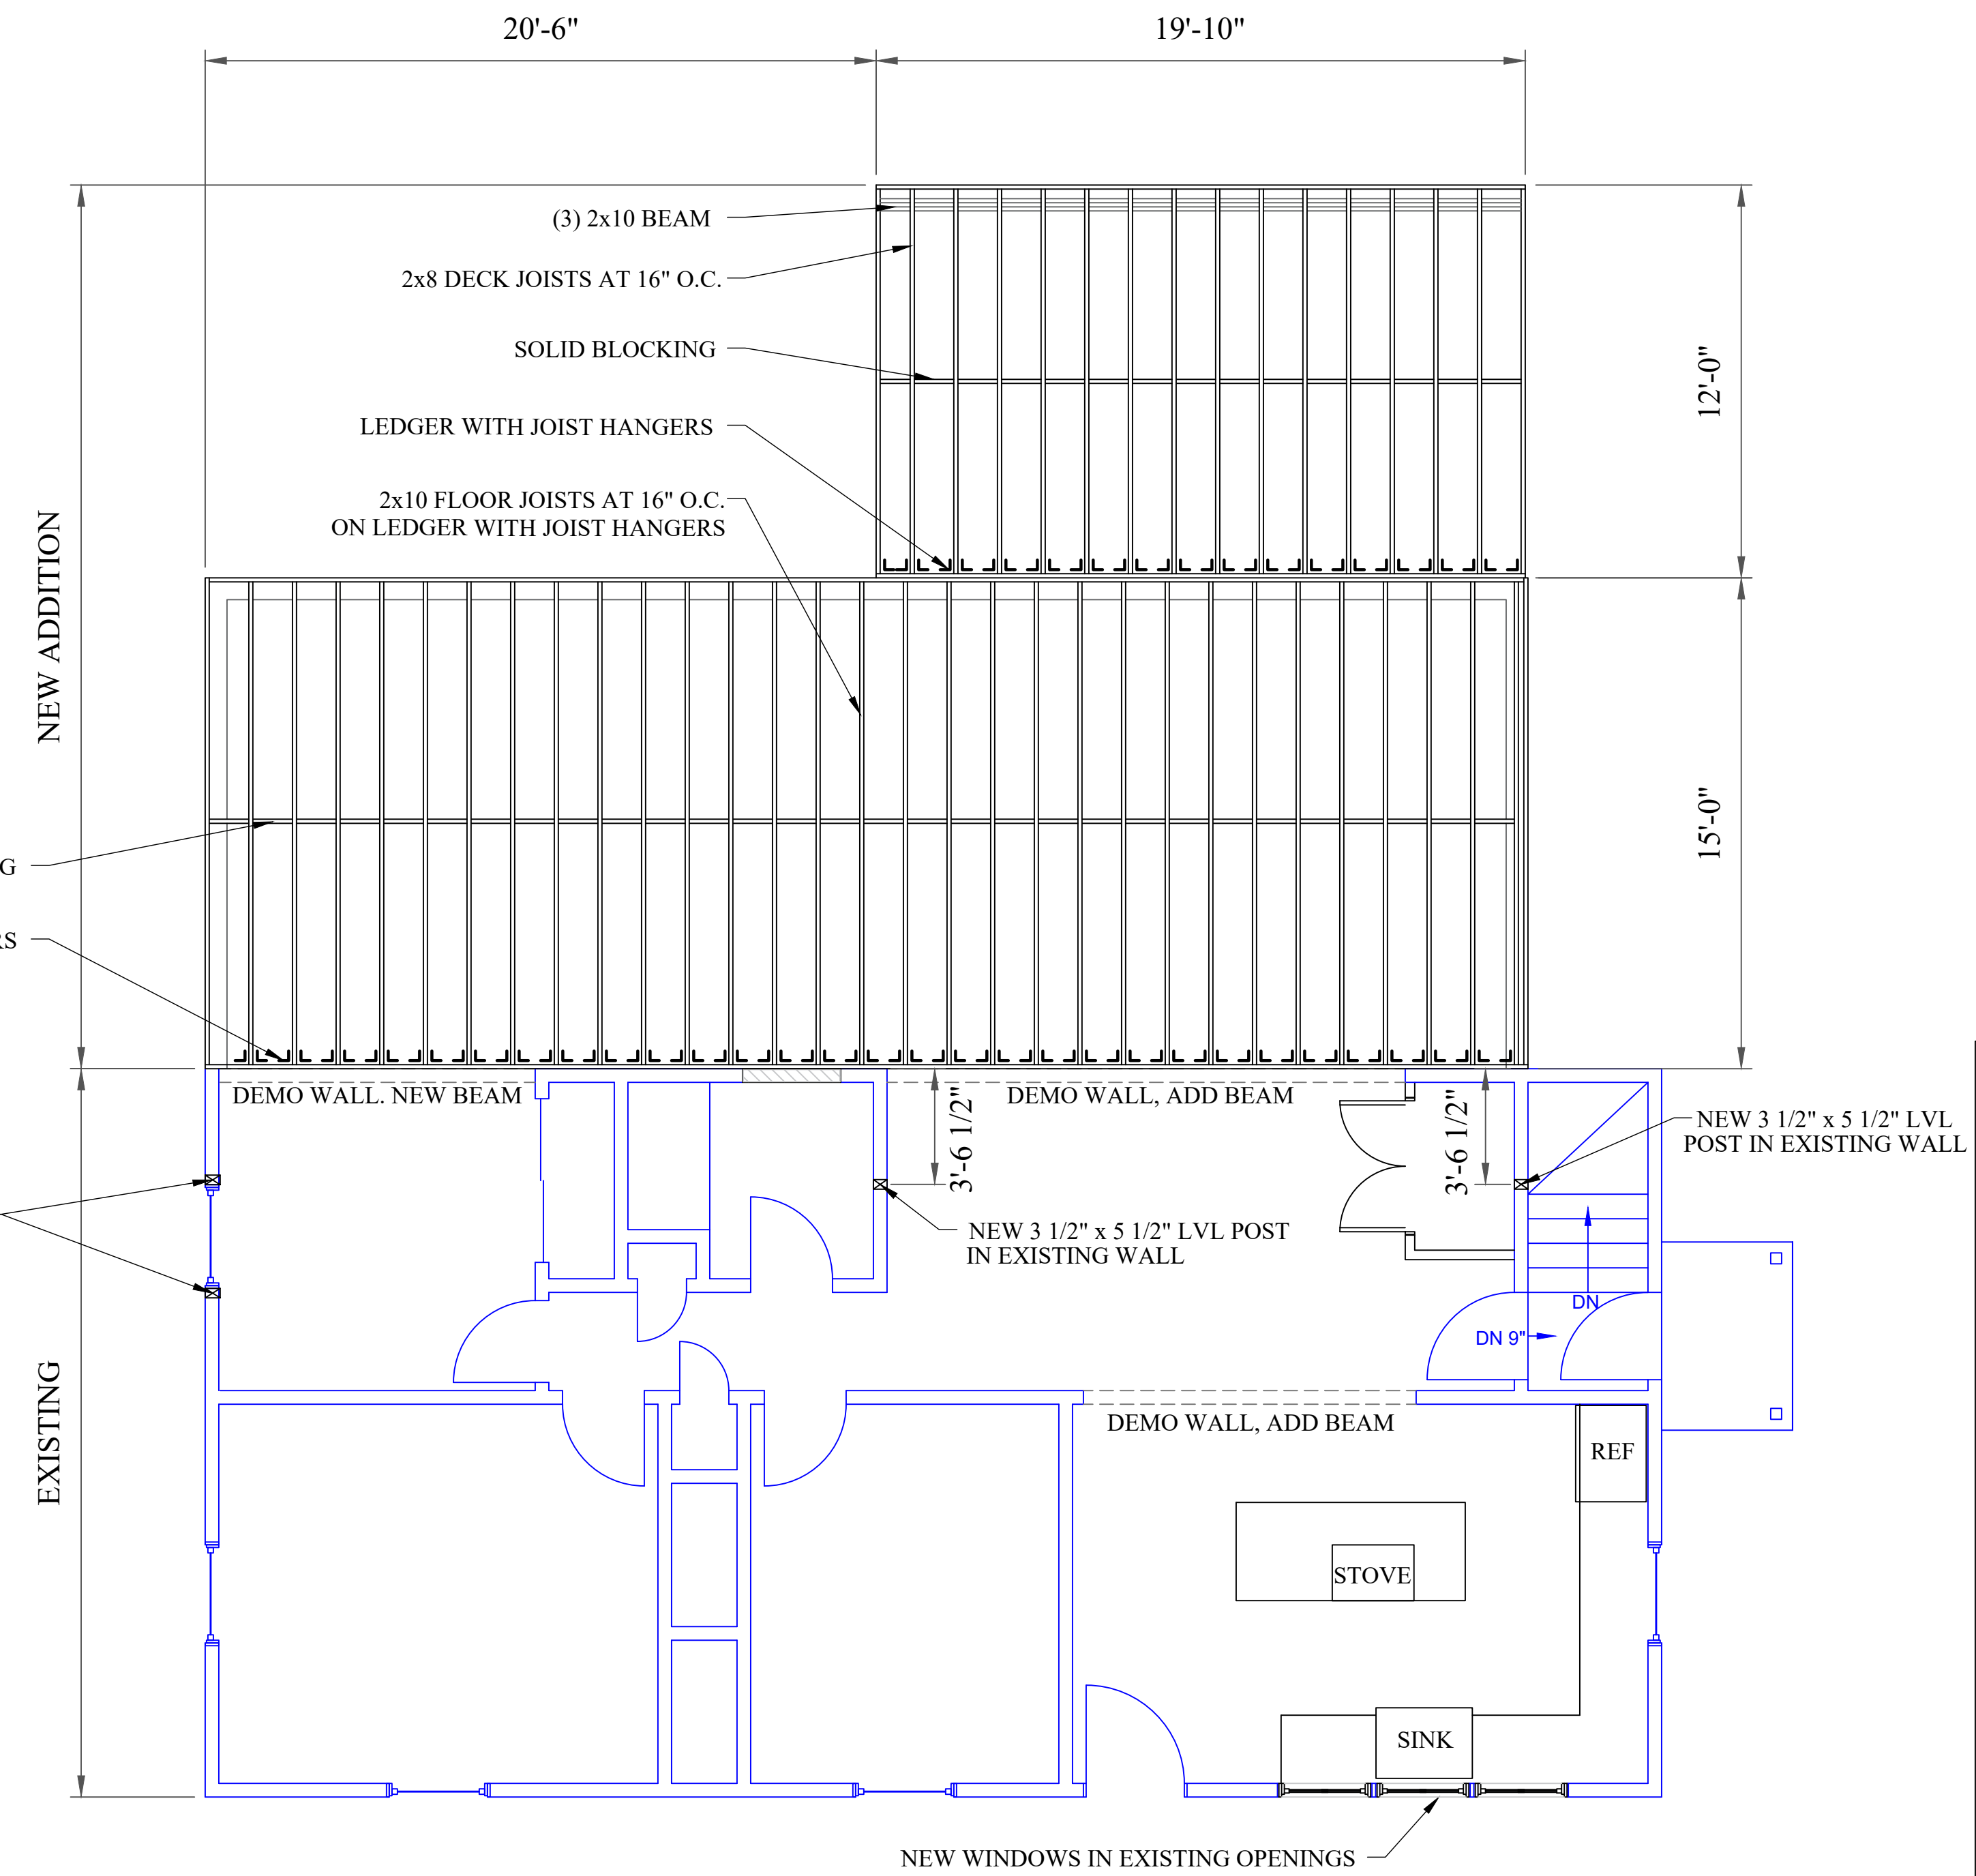 20'-6"
19'-10"
(3) 2x10 BEAM
2x8 DECK JOISTS AT 16" O.C.
SOLID BLOCKING
12'-0"
LEDGER WITH JOIST HANGERS
2x10 FLOOR JOISTS AT 16" O.C.
ON LEDGER WITH JOIST HANGERS
NEW ADDITION
15'-0"
G
RS
DEMO WALL. NEW BEAM
DEMO WALL, ADD BEAM
3'-6 1/2"
3'-6 1/2"
NEW 3 1/2" x 5 1/2" LVL
POST IN EXISTING WALL
NEW 3 1/2" x 5 1/2" LVL POST
IN EXISTING WALL
DN
DN 9"
EXISTING
DEMO WALL, ADD BEAM
REF
STOVE
SINK
NEW WINDOWS IN EXISTING OPENINGS